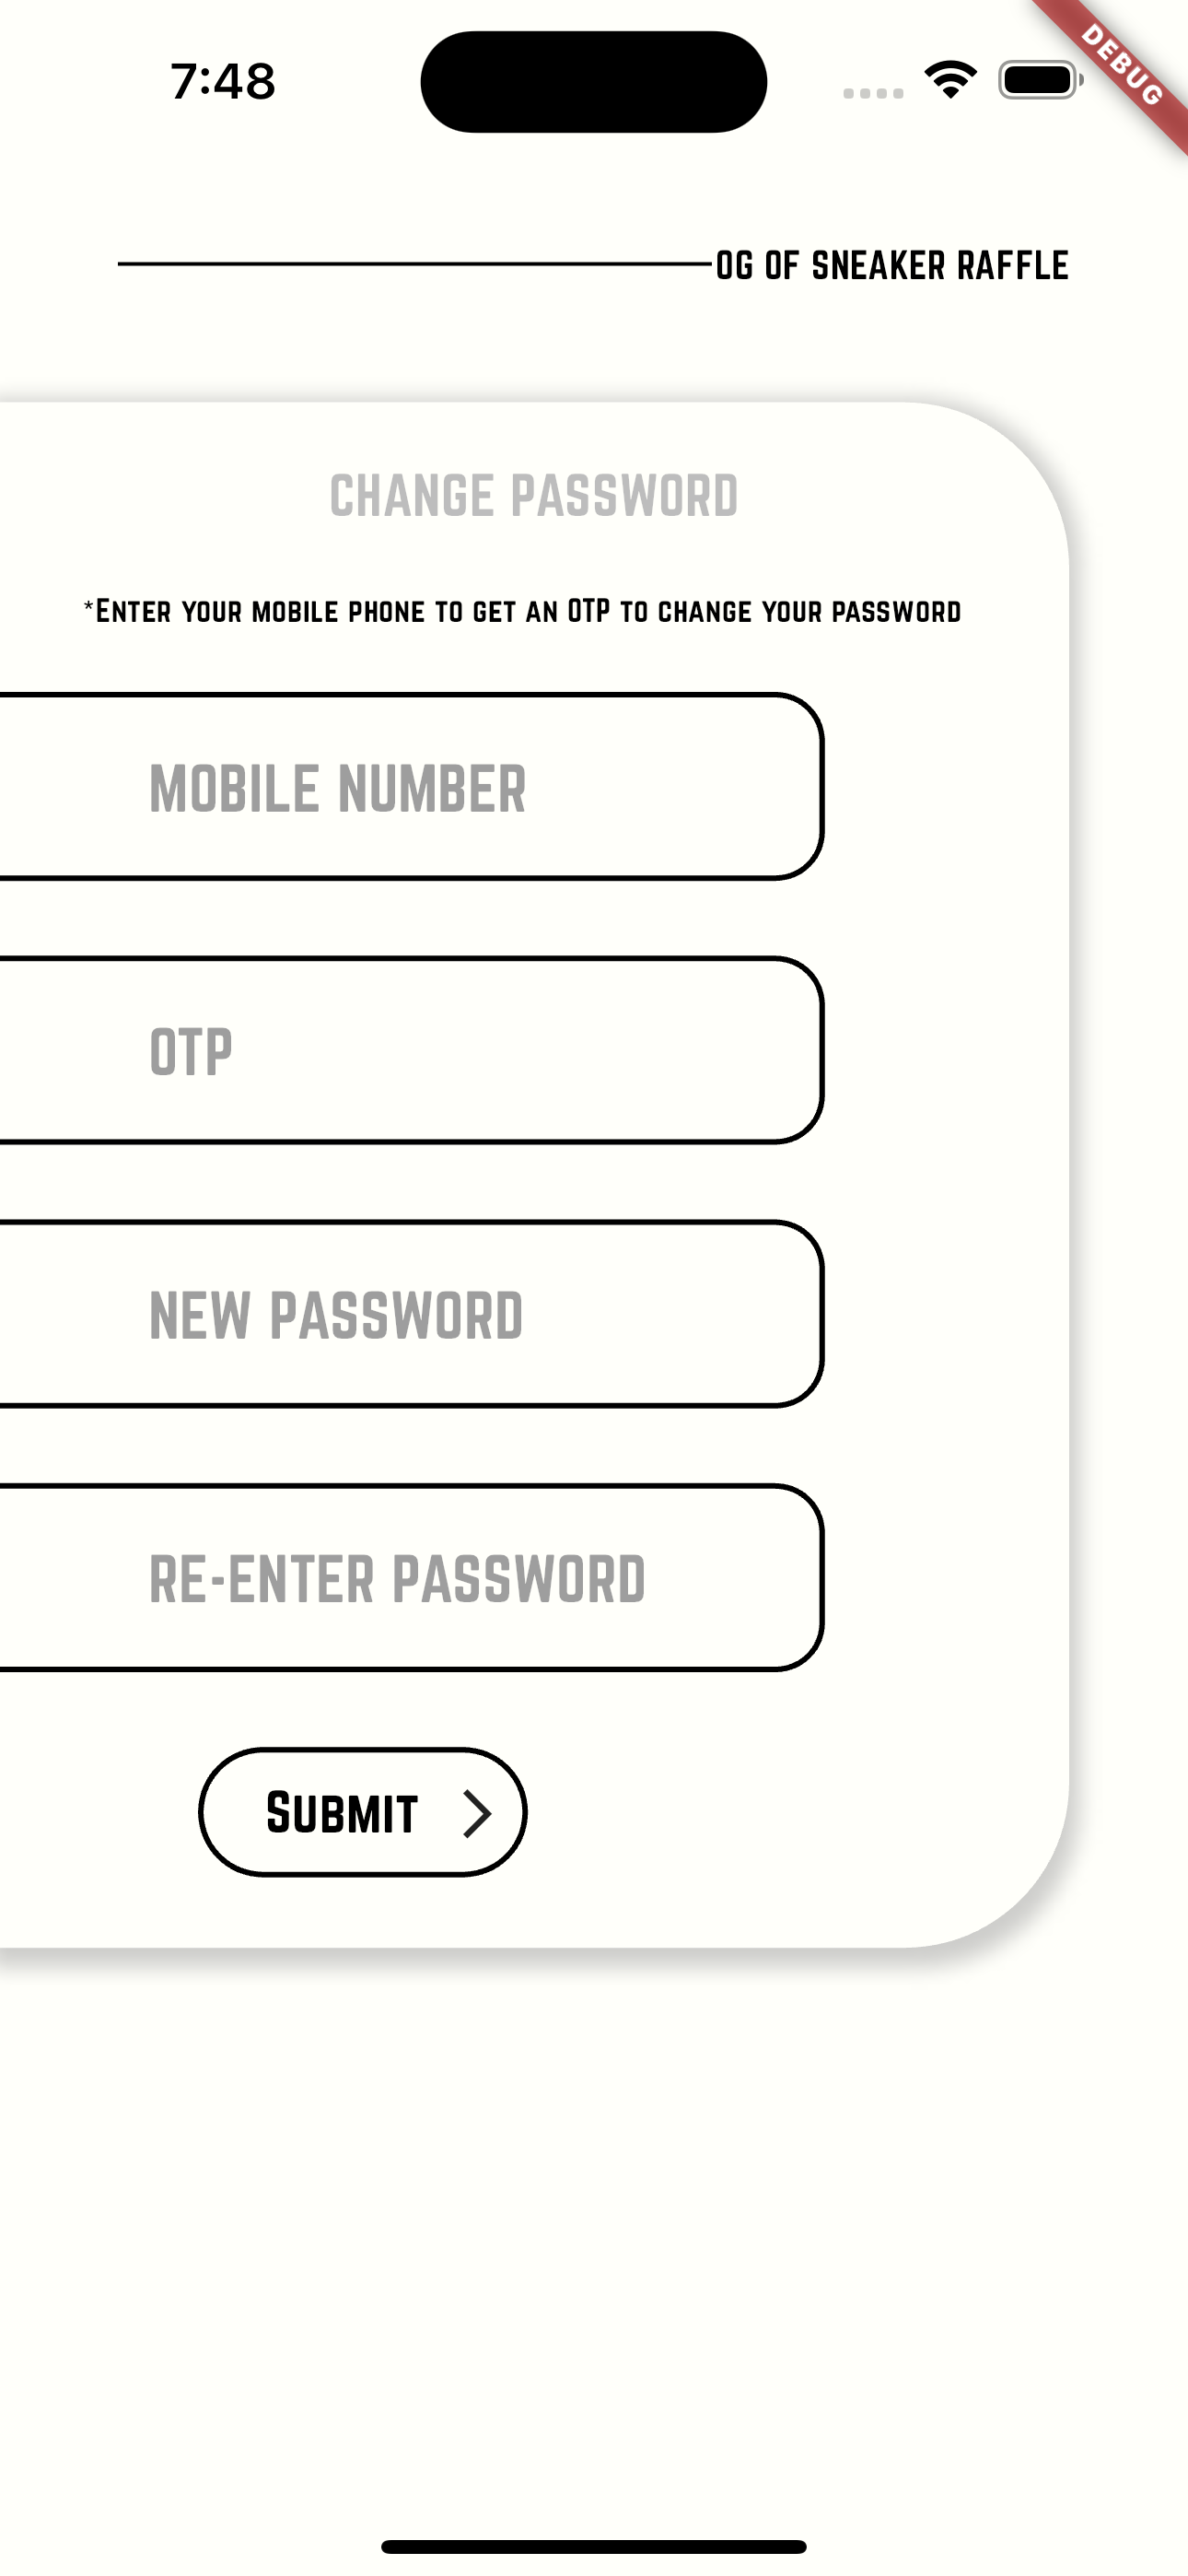 7:48
DEBUG
OG OF SNEAKER RAFFLE
CHANGE PASSWORD
*Enter your mobile phone to get an OTP to change your password
MOBILE NUMBER
OTP
NEW PASSWORD
RE-ENTER PASSWORD
Submit